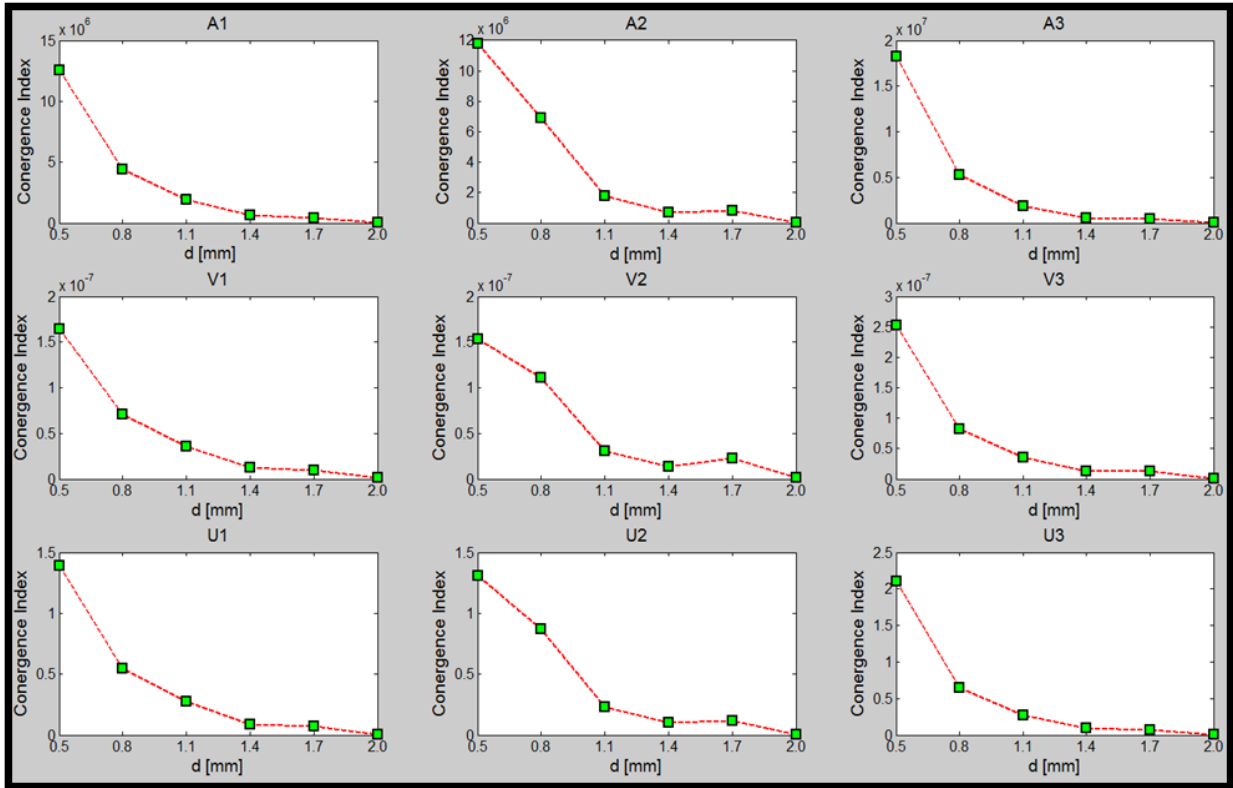 A1
x 10^6
15
10
5
0
0.5 0.8 1.1 1.4 1.7 2.0
d [mm]
Conergence Index
A2
x 10^6
12
10
8
6
4
2
0
0.5 0.8 1.1 1.4 1.7 2.0
d [mm]
Conergence Index
A3
x 10^7
2
1.5
1
0.5
0
0.5 0.8 1.1 1.4 1.7 2.0
d [mm]
Conergence Index
V1
x 10^-7
2
1.5
1
0.5
0
0.5 0.8 1.1 1.4 1.7 2.0
d [mm]
Conergence Index
V2
x 10^-7
2
1.5
1
0.5
0
0.5 0.8 1.1 1.4 1.7 2.0
d [mm]
Conergence Index
V3
x 10^-7
3
2.5
2
1.5
1
0.5
0
0.5 0.8 1.1 1.4 1.7 2.0
d [mm]
Conergence Index
U1
1.5
1
0.5
0
0.5 0.8 1.1 1.4 1.7 2.0
d [mm]
Conergence Index
U2
1.5
1
0.5
0
0.5 0.8 1.1 1.4 1.7 2.0
d [mm]
Conergence Index
U3
2.5
2
1.5
1
0.5
0
0.5 0.8 1.1 1.4 1.7 2.0
d [mm]
Conergence Index